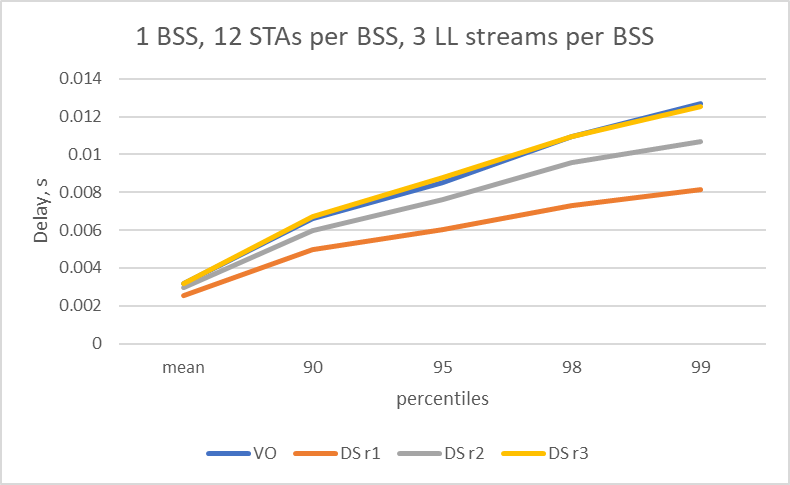 1 BSS, 12 STAs per BSS, 3 LL streams per BSS
0.014
0.012
0.01
0.008
0.006
0.004
0.002
0
Delay, s
mean 90 95 98 99
percentiles
VO DS r1 DS r2 DS r3